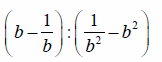 (b − 1/b) : (1/b² − b²)